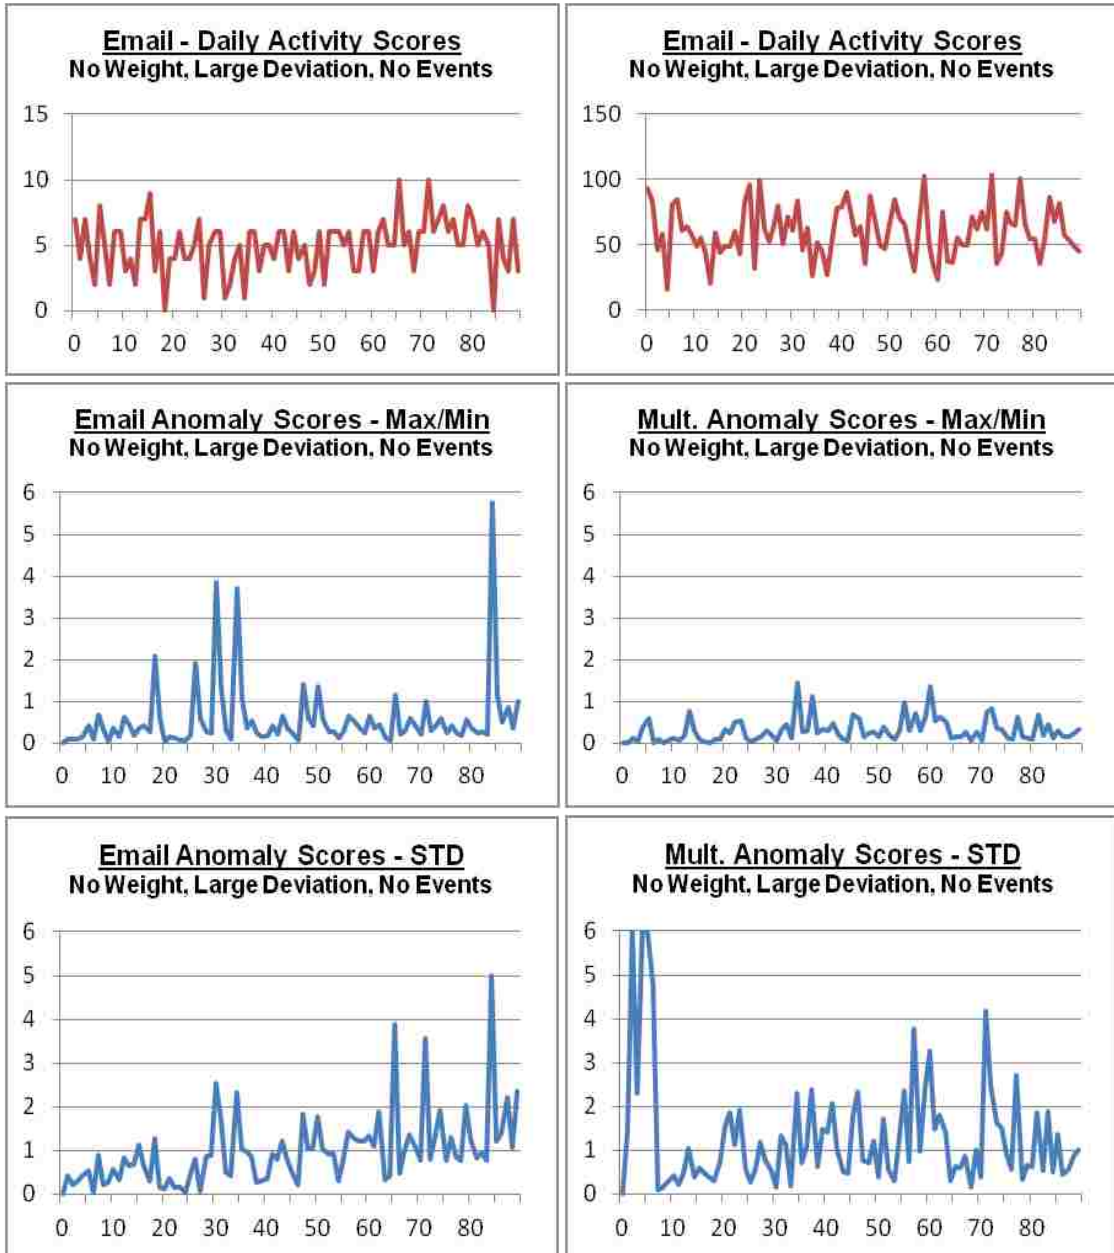 Email - Daily Activity Scores
No Weight, Large Deviation, No Events
15
10
5
0
0 10 20 30 40 50 60 70 80
Email - Daily Activity Scores
No Weight, Large Deviation, No Events
150
100
50
0
0 10 20 30 40 50 60 70 80
Email Anomaly Scores - Max/Min
No Weight, Large Deviation, No Events
6
5
4
3
2
1
0
0 10 20 30 40 50 60 70 80
Mult. Anomaly Scores - Max/Min
No Weight, Large Deviation, No Events
6
5
4
3
2
1
0
0 10 20 30 40 50 60 70 80
Email Anomaly Scores - STD
No Weight, Large Deviation, No Events
6
5
4
3
2
1
0
0 10 20 30 40 50 60 70 80
Mult. Anomaly Scores - STD
No Weight, Large Deviation, No Events
6
5
4
3
2
1
0
0 10 20 30 40 50 60 70 80